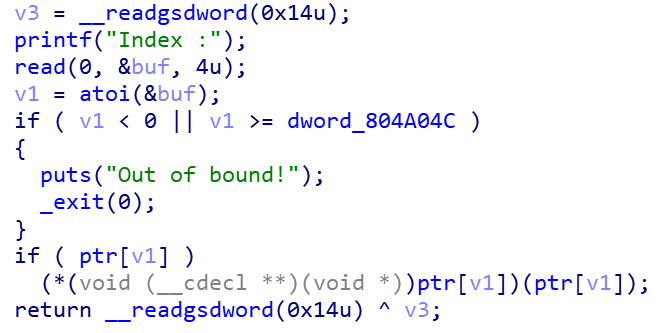 v3 = __readgsdword(0x14u);
printf("Index :");
read(0, &buf, 4u);
v1 = atoi(&buf);
if ( v1 < 0 || v1 >= dword_804A04C )
{
  puts("Out of bound!");
  _exit(0);
}
if ( ptr[v1] )
  (*(void (__cdecl **)(void *))ptr[v1])(ptr[v1]);
return __readgsdword(0x14u) ^ v3;